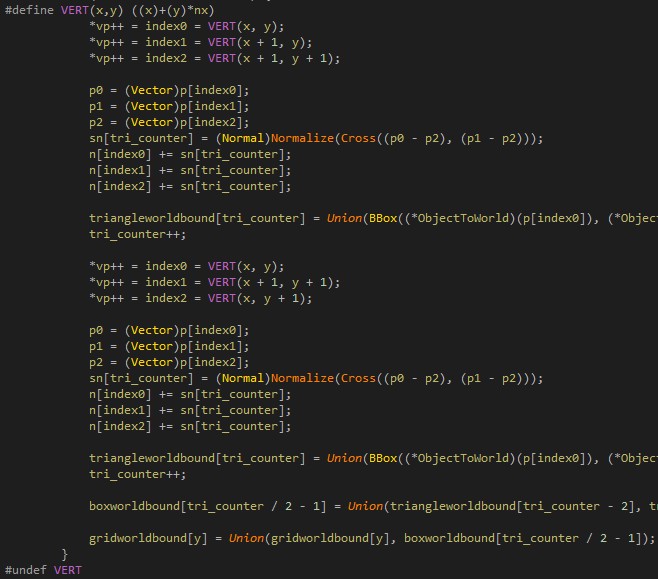 #define VERT(x,y) ((x)+(y)*nx)
*vp++ = index0 = VERT(x, y);
*vp++ = index1 = VERT(x + 1, y);
*vp++ = index2 = VERT(x + 1, y + 1);
p0 = (Vector)p[index0];
p1 = (Vector)p[index1];
p2 = (Vector)p[index2];
sn[tri_counter] = (Normal)Normalize(Cross((p0 - p2), (p1 - p2)));
n[index0] += sn[tri_counter];
n[index1] += sn[tri_counter];
n[index2] += sn[tri_counter];
triangleworldbound[tri_counter] = Union(BBox((*ObjectToWorld)(p[index0]), (*Objec
tri_counter++;
*vp++ = index0 = VERT(x, y);
*vp++ = index1 = VERT(x + 1, y + 1);
*vp++ = index2 = VERT(x, y + 1);
p0 = (Vector)p[index0];
p1 = (Vector)p[index1];
p2 = (Vector)p[index2];
sn[tri_counter] = (Normal)Normalize(Cross((p0 - p2), (p1 - p2)));
n[index0] += sn[tri_counter];
n[index1] += sn[tri_counter];
n[index2] += sn[tri_counter];
triangleworldbound[tri_counter] = Union(BBox((*ObjectToWorld)(p[index0]), (*Objec
tri_counter++;
boxworldbound[tri_counter / 2 - 1] = Union(triangleworldbound[tri_counter - 2], t
gridworldbound[y] = Union(gridworldbound[y], boxworldbound[tri_counter / 2 - 1]);
}
#undef VERT